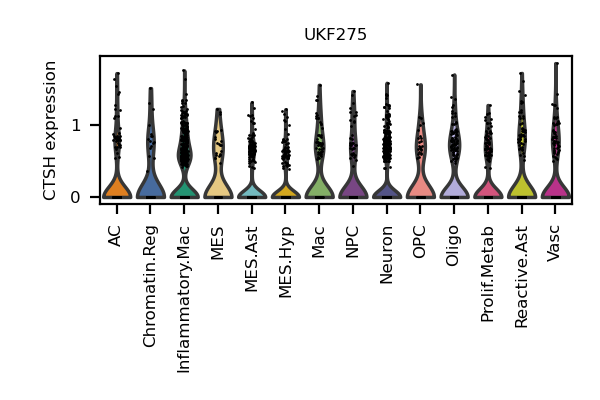 UKF275
CTSH expression
1
0
AC
Chromatin.Reg
Inflammatory.Mac
MES
MES.Ast
MES.Hyp
Mac
NPC
Neuron
OPC
Oligo
Prolif.Metab
Reactive.Ast
Vasc